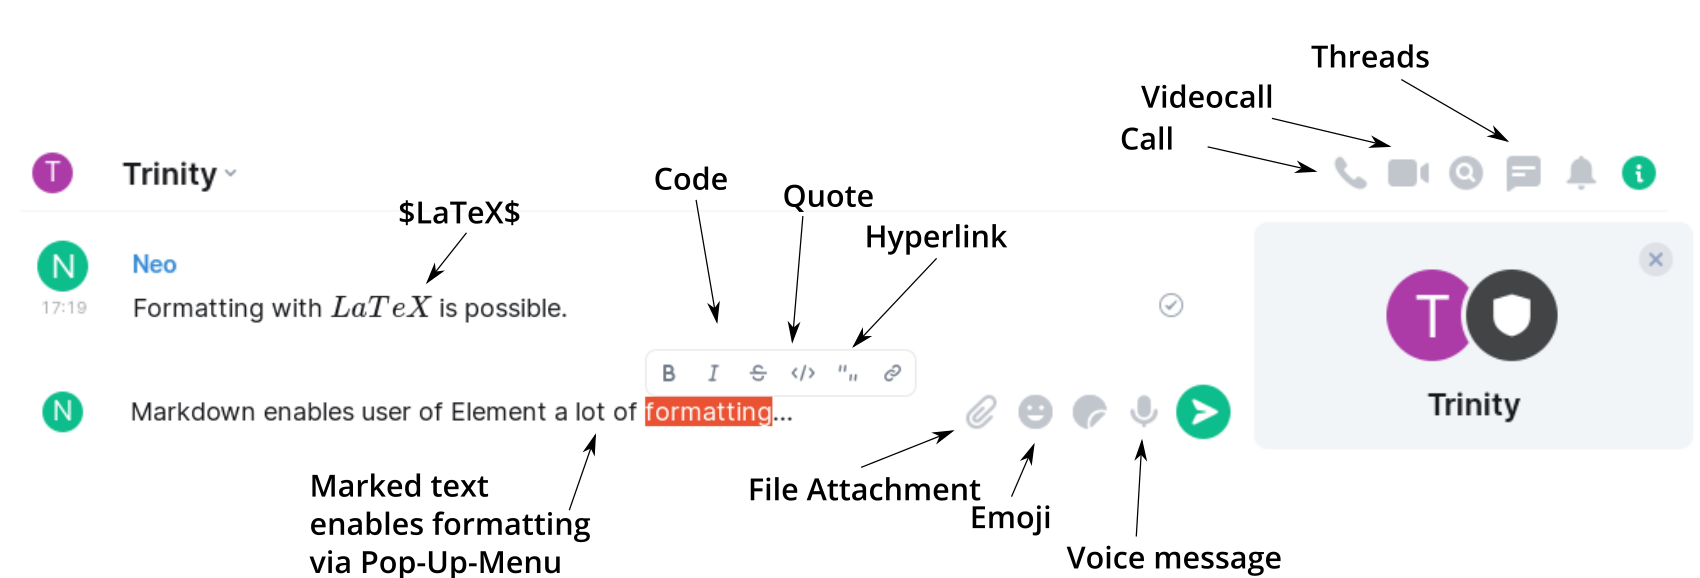 Threads
Videocall
Call
T Trinity
Code
Quote
$LaTeX$
Hyperlink
N Neo
17:19 Formatting with LaTeX is possible.
T
Trinity
B I S </> "„
N Markdown enables user of Element a lot of formatting...
Marked text
enables formatting
via Pop-Up-Menu
File Attachment
Emoji
Voice message